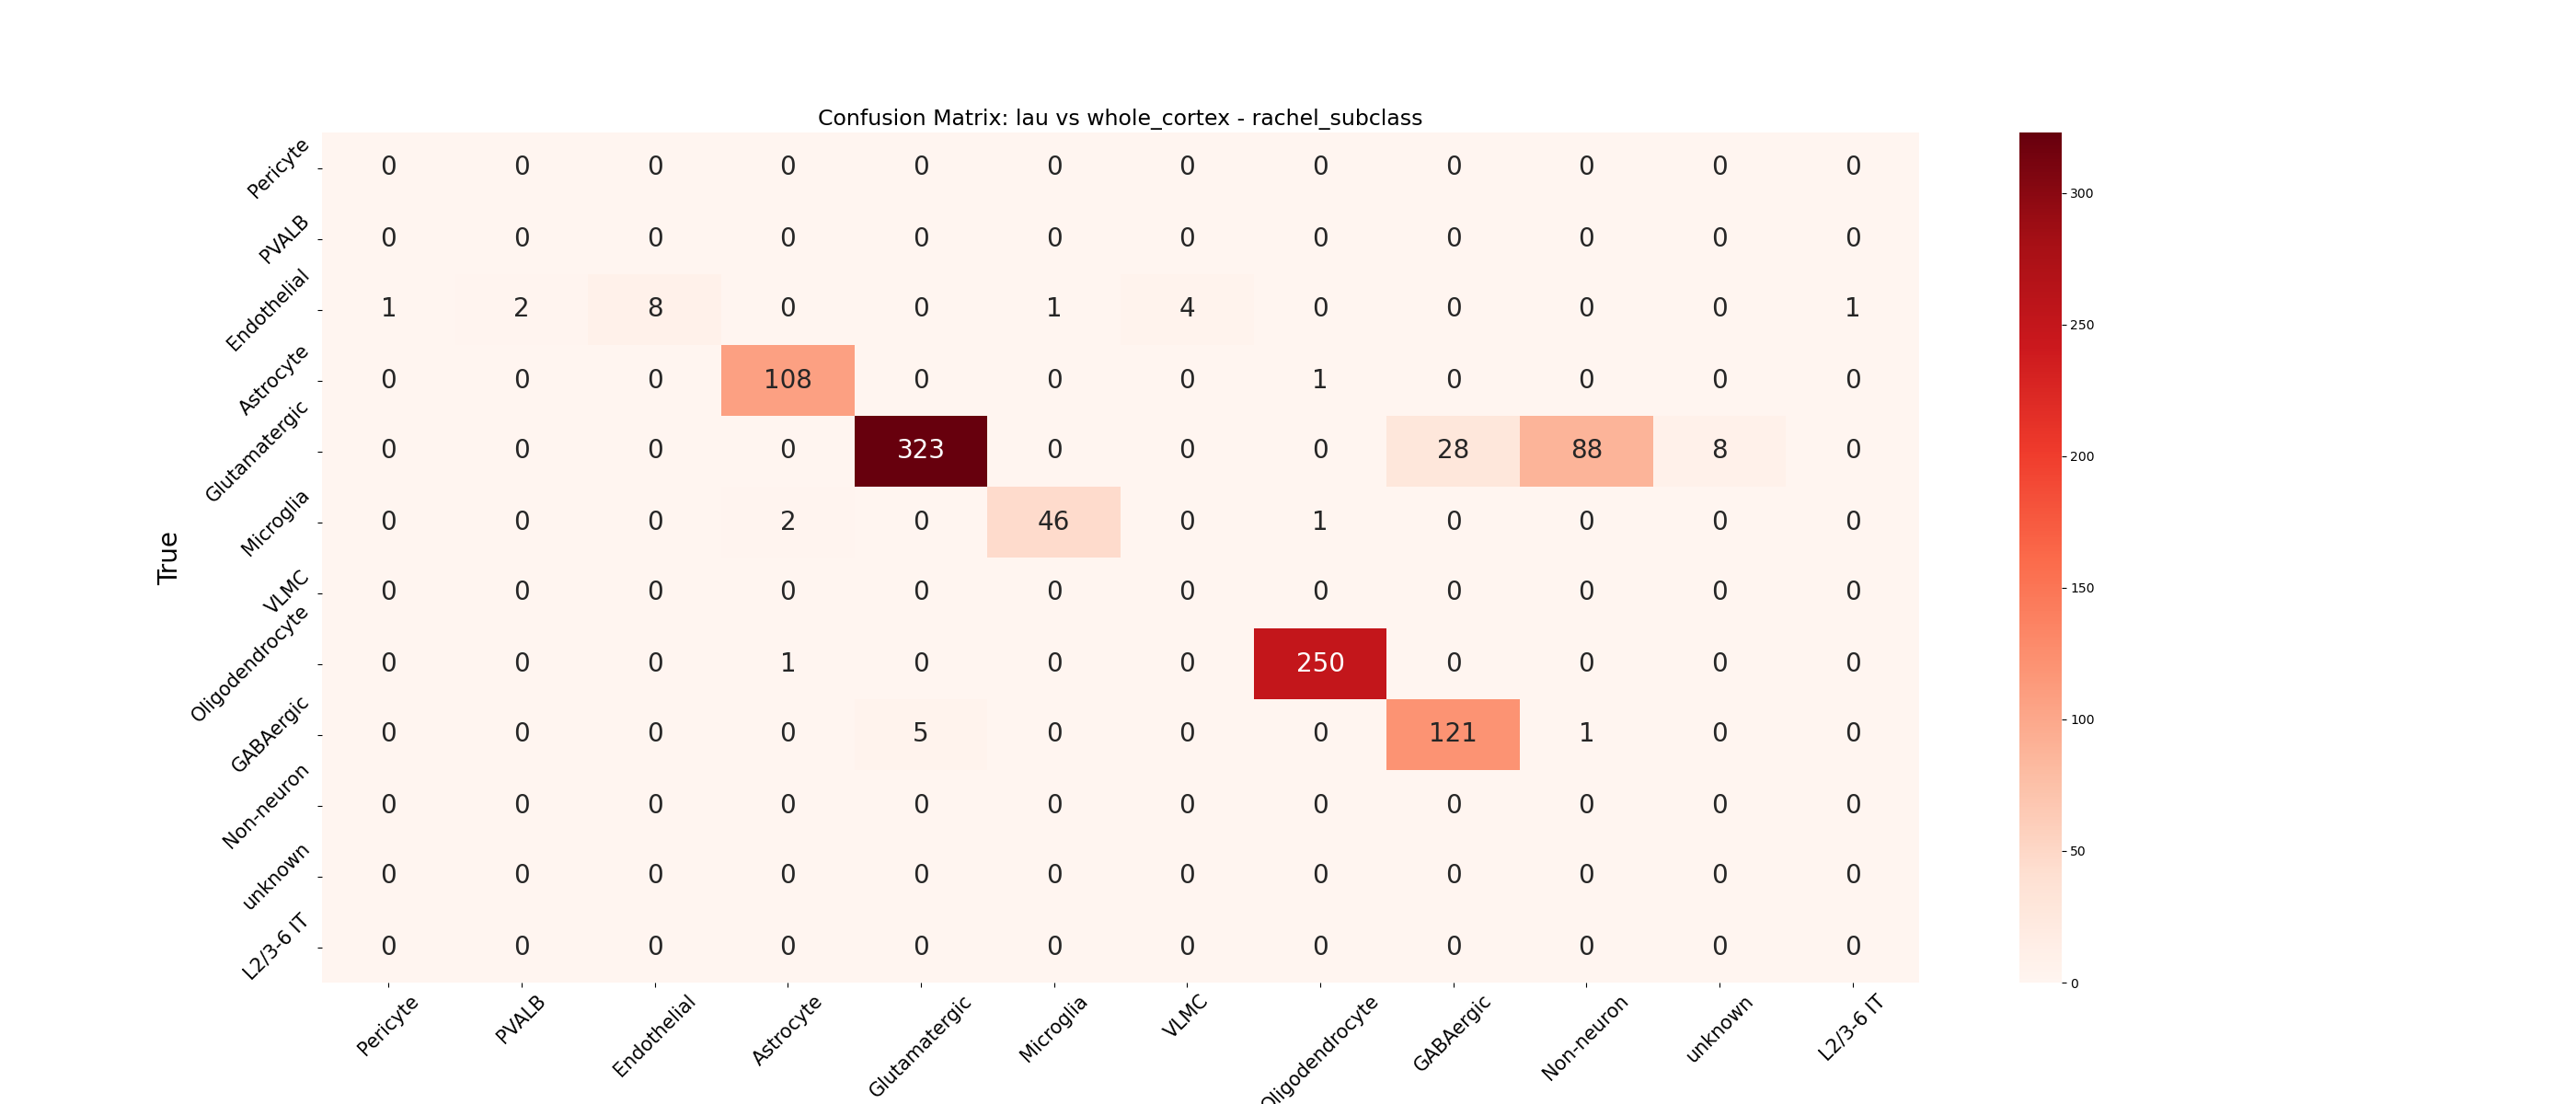 Confusion Matrix: lau vs whole_cortex - rachel_subclass
True
Pericyte 0 0 0 0 0 0 0 0 0 0 0 0
PVALB 0 0 0 0 0 0 0 0 0 0 0 0
Endothelial 1 2 8 0 0 1 4 0 0 0 0 1
Astrocyte 0 0 0 108 0 0 0 1 0 0 0 0
Glutamatergic 0 0 0 0 323 0 0 0 28 88 8 0
Microglia 0 0 0 2 0 46 0 1 0 0 0 0
VLMC 0 0 0 0 0 0 0 0 0 0 0 0
Oligodendrocyte 0 0 0 1 0 0 0 250 0 0 0 0
GABAergic 0 0 0 0 5 0 0 0 121 1 0 0
Non-neuron 0 0 0 0 0 0 0 0 0 0 0 0
unknown 0 0 0 0 0 0 0 0 0 0 0 0
L2/3-6 IT 0 0 0 0 0 0 0 0 0 0 0 0
Pericyte PVALB Endothelial Astrocyte Glutamatergic Microglia VLMC Oligodendrocyte GABAergic Non-neuron unknown L2/3-6 IT
300
250
200
150
100
50
0